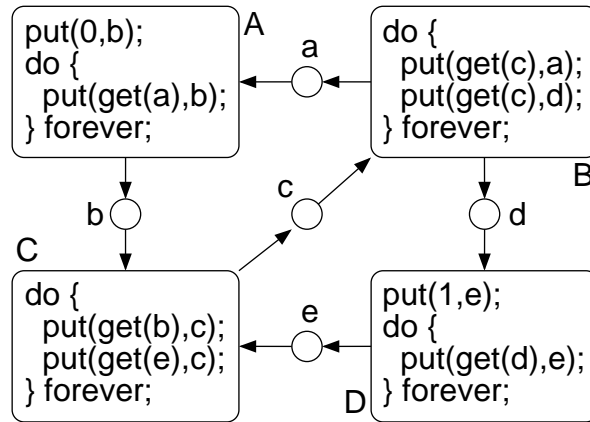 A
put(0,b);
do {
put(get(a),b);
} forever;
a
do {
put(get(c),a);
put(get(c),d);
} forever;
B
b
c
d
C
do {
put(get(b),c);
put(get(e),c);
} forever;
e
put(1,e);
do {
put(get(d),e);
} forever;
D